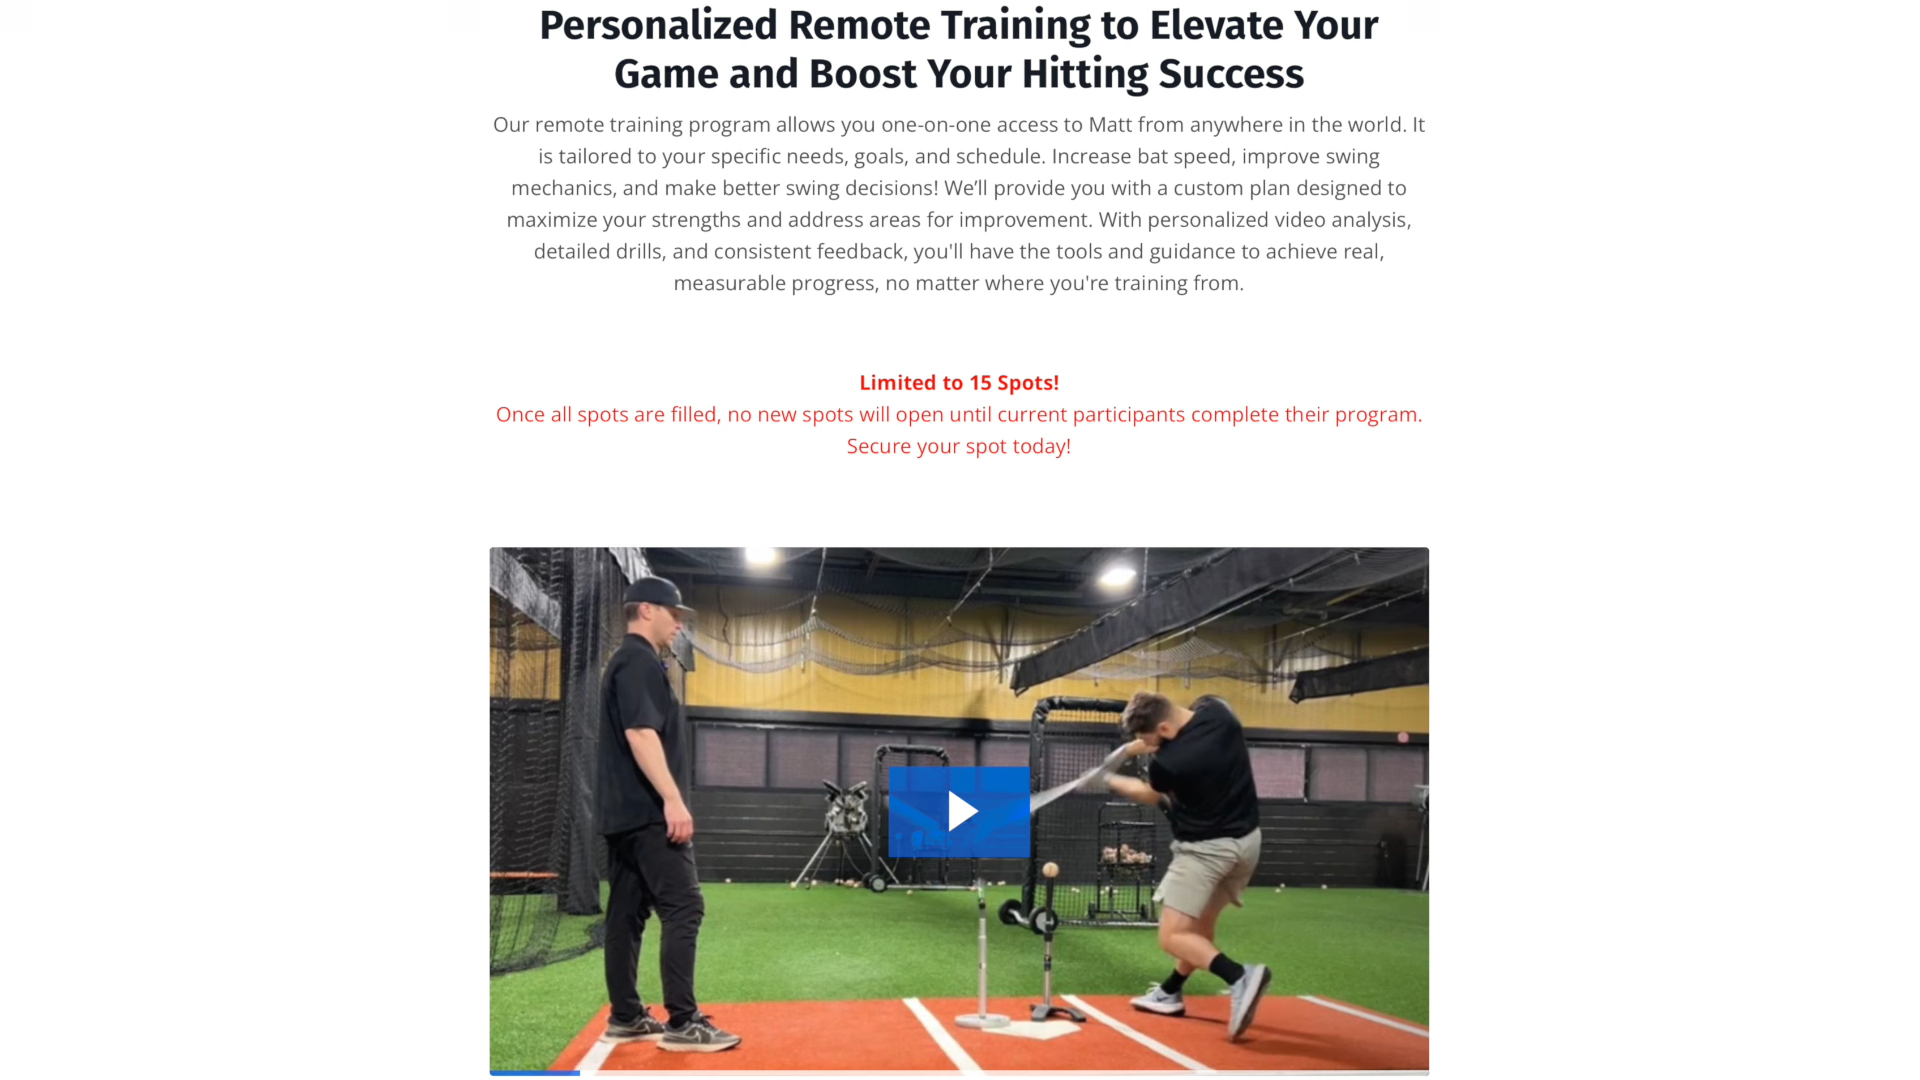 Personalized Remote Training to Elevate Your
Game and Boost Your Hitting Success
Our remote training program allows you one-on-one access to Matt from anywhere in the world. It
is tailored to your specific needs, goals, and schedule. Increase bat speed, improve swing
mechanics, and make better swing decisions! We’ll provide you with a custom plan designed to
maximize your strengths and address areas for improvement. With personalized video analysis,
detailed drills, and consistent feedback, you'll have the tools and guidance to achieve real,
measurable progress, no matter where you're training from.
Limited to 15 Spots!
Once all spots are filled, no new spots will open until current participants complete their program.
Secure your spot today!